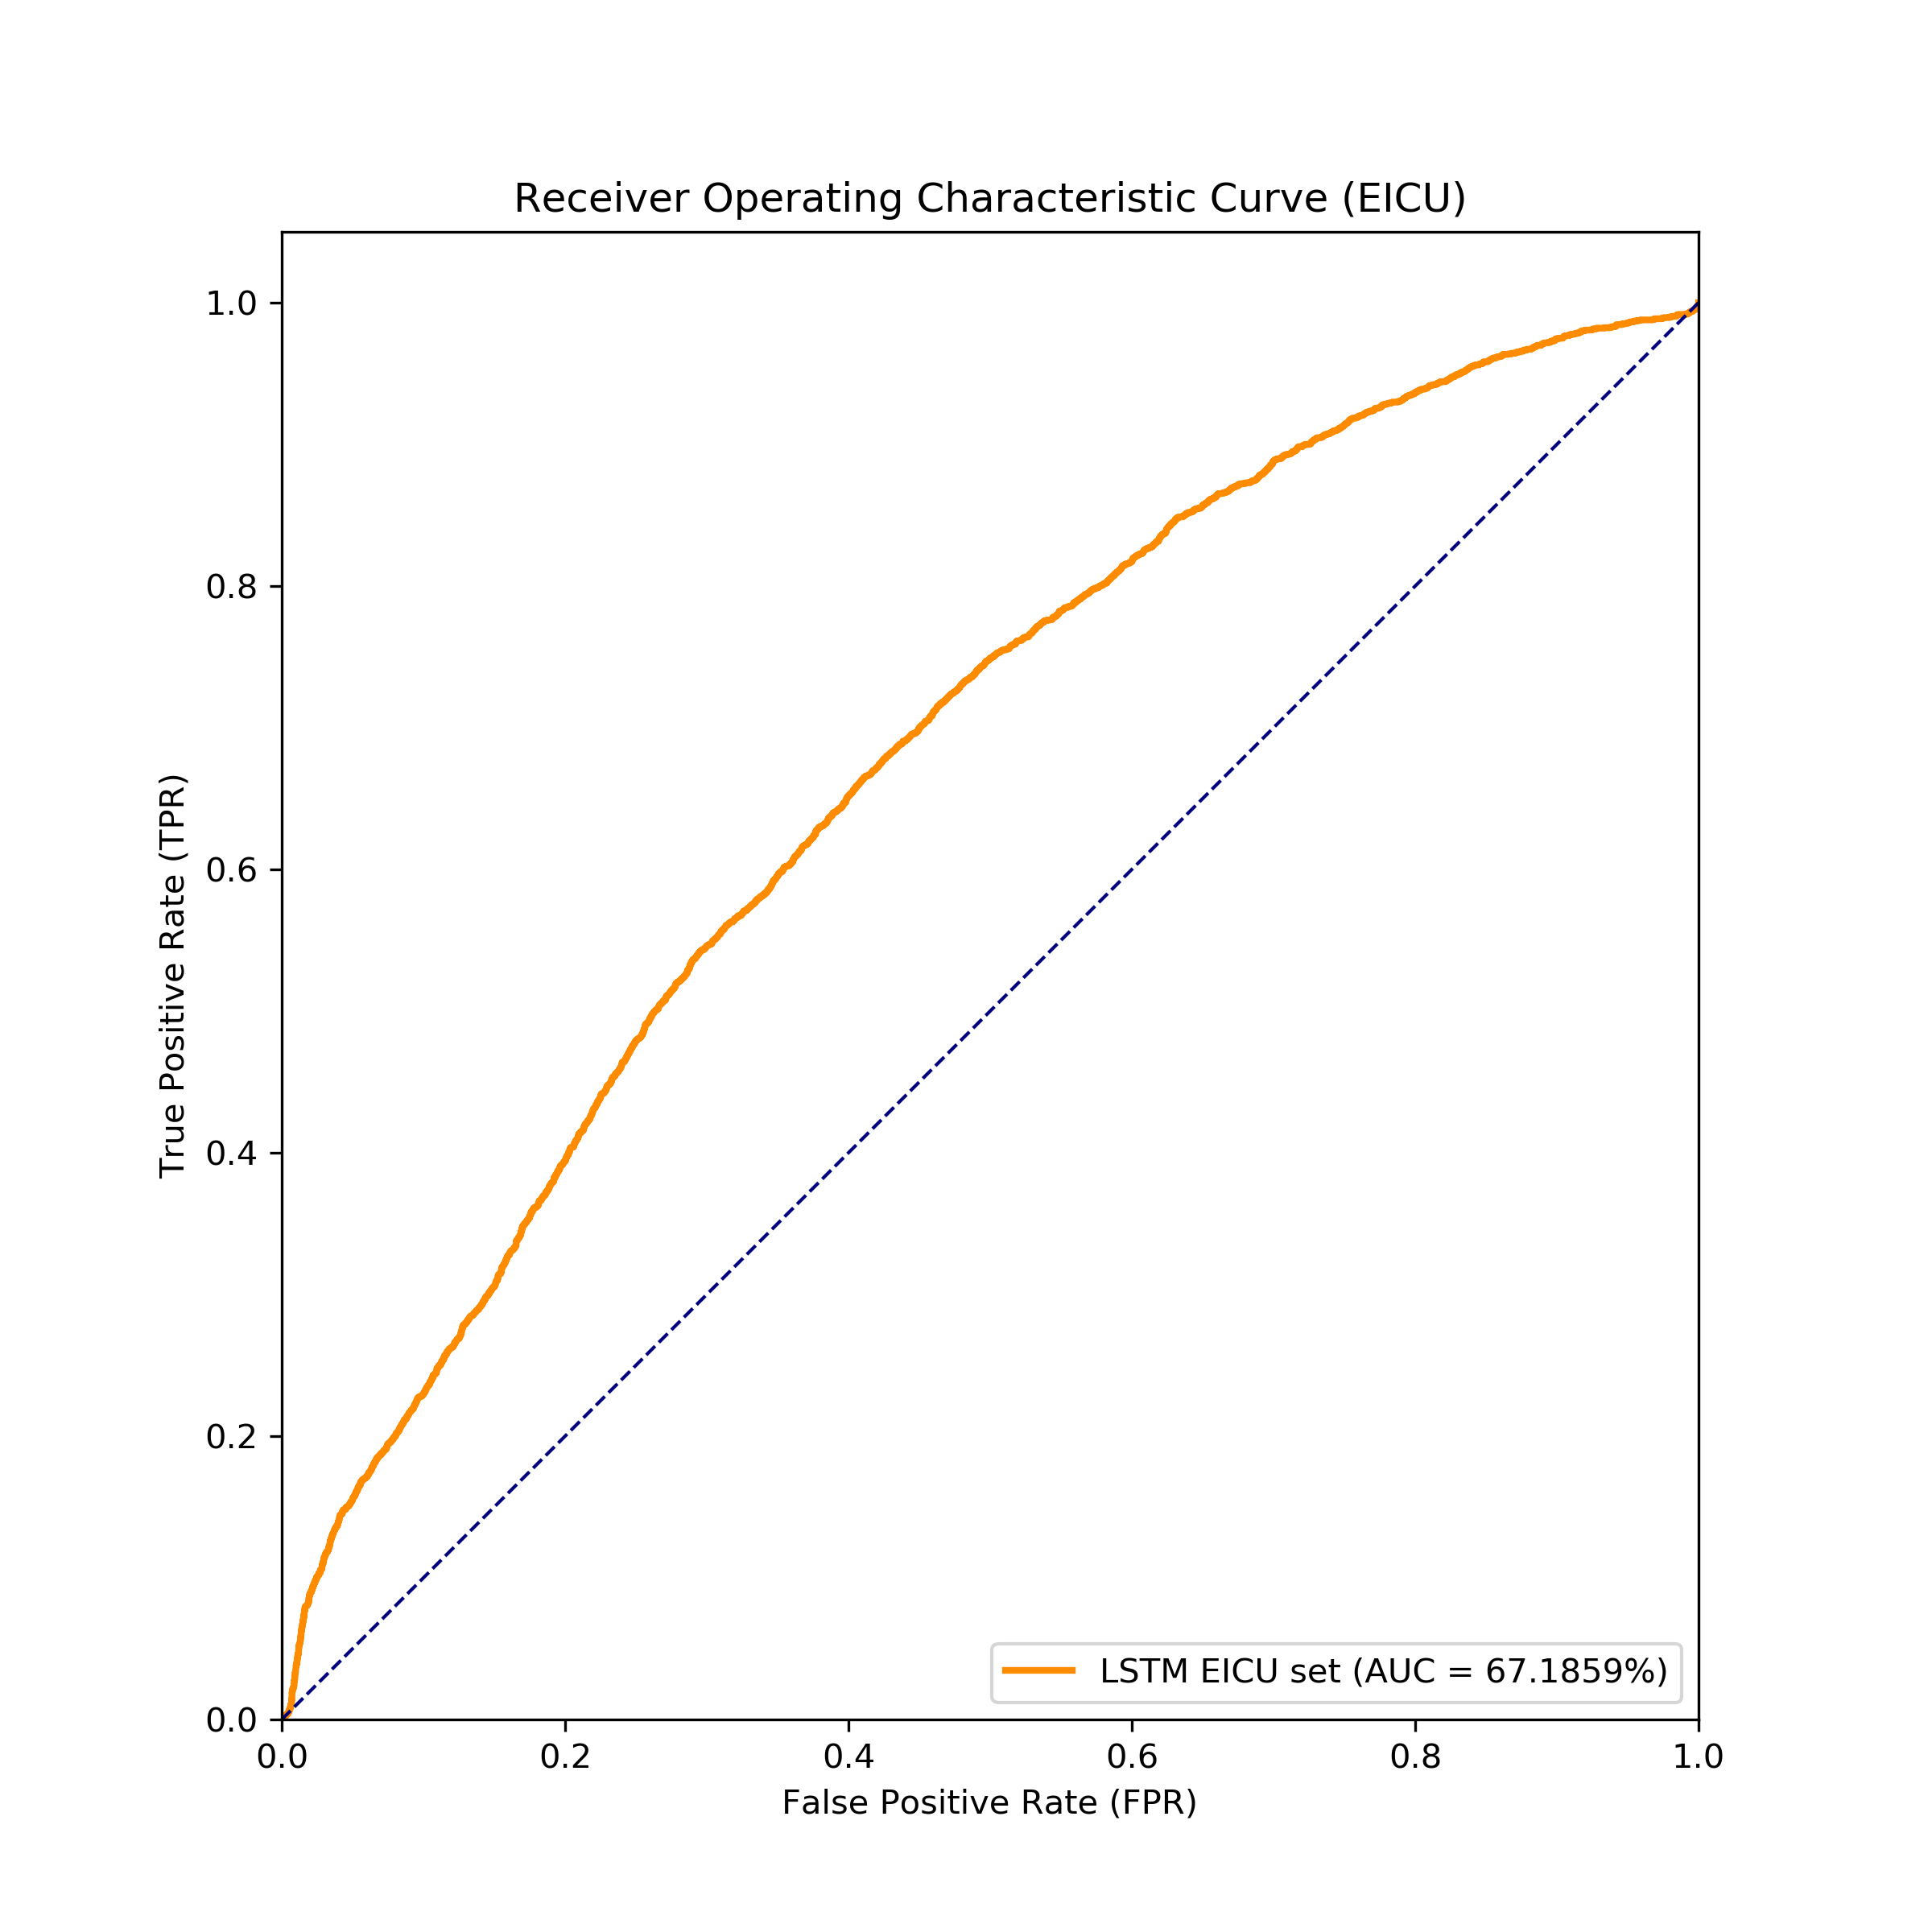 Receiver Operating Characteristic Curve (EICU)
True Positive Rate (TPR)
1.0
0.8
0.6
0.4
0.2
0.0
LSTM EICU set (AUC = 67.1859%)
0.0 0.2 0.4 0.6 0.8 1.0
False Positive Rate (FPR)